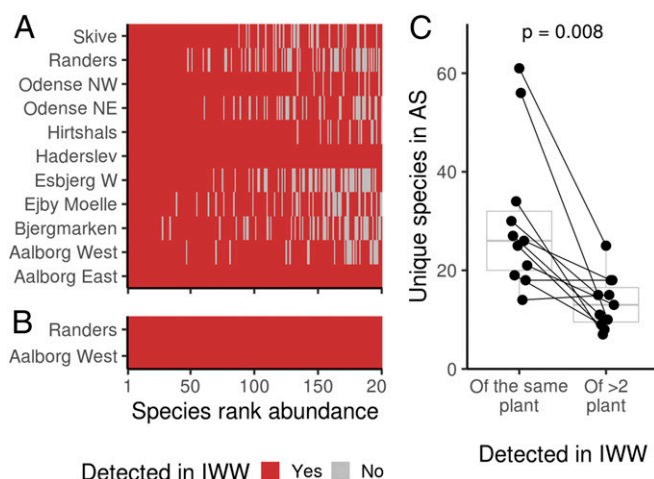 A
Skive
Randers
Odense NW
Odense NE
Hirtshals
Haderslev
Esbjerg W
Ejby Moelle
Bjergmarken
Aalborg West
Aalborg East
B
Randers
Aalborg West
1 50 100 150 20
Species rank abundance
Detected in IWW Yes No
C
p = 0.008
Unique species in AS
60
40
20
0
Of the same
plant
Of >2
plant
Detected in IWW